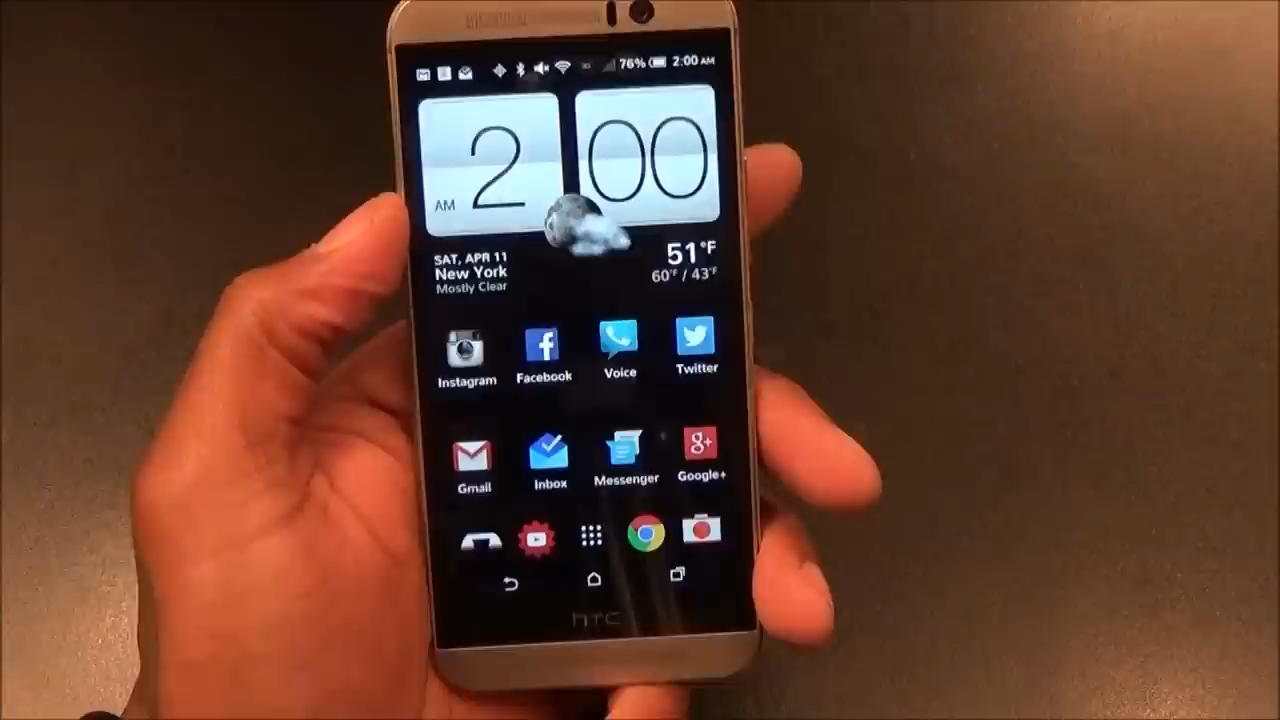 76% 2:00 AM
AM 2 00
SAT, APR 11
New York
Mostly Clear
51°F
60°F / 43°F
Instagram Facebook Voice Twitter
Gmail Inbox Messenger Google+
hTC